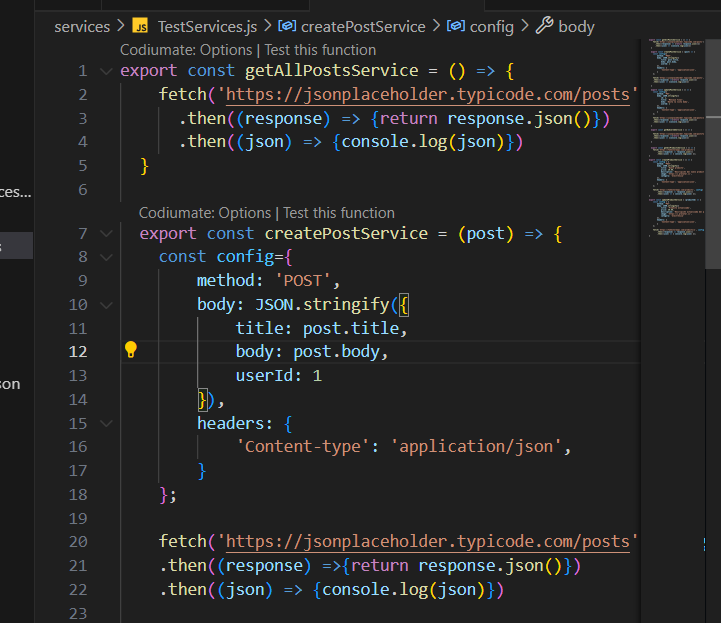 services > JS TestServices.js > createPostService > config > body
Codiumate: Options | Test this function
1 export const getAllPostsService = () => {
2 fetch('https://jsonplaceholder.typicode.com/posts'
3 .then((response) => {return response.json()})
4 .then((json) => {console.log(json)})
5 }
ces...
6
Codiumate: Options | Test this function
7 export const createPostService = (post) => {
s
8 const config={
9 method: 'POST',
10 body: JSON.stringify({
11 title: post.title,
12 body: post.body,
13 userId: 1
son
14 }),
15 headers: {
16 'Content-type': 'application/json',
17 }
18 };
19
20 fetch('https://jsonplaceholder.typicode.com/posts'
21 .then((response) =>{return response.json()})
22 .then((json) => {console.log(json)})
23